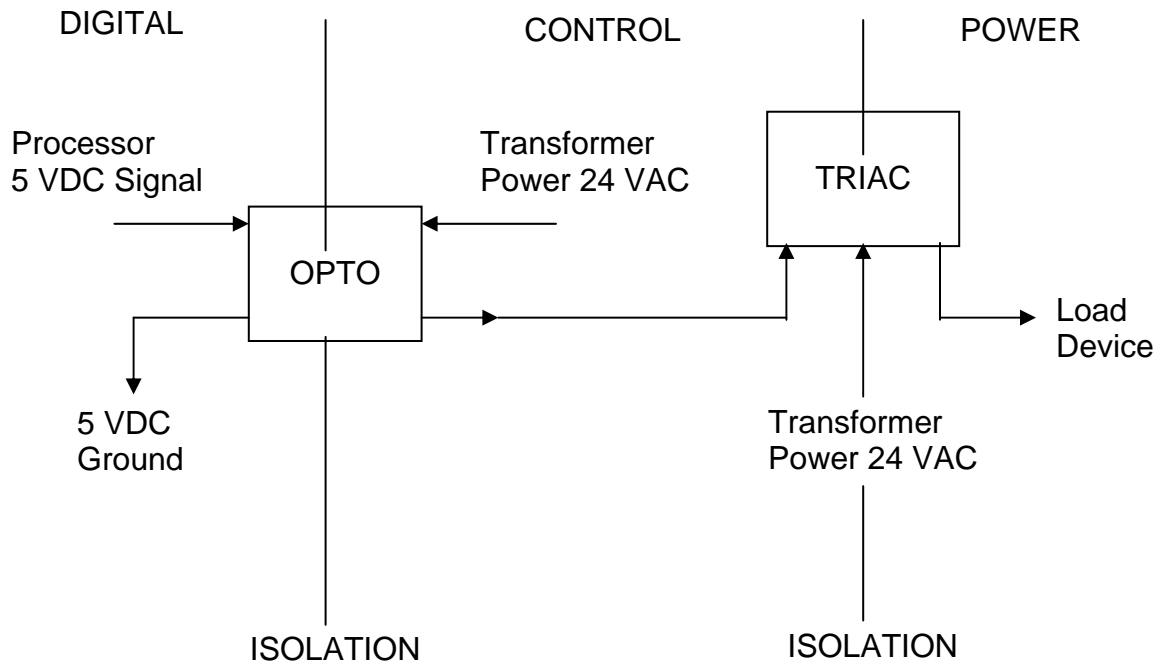 DIGITAL
CONTROL
POWER
Processor
5 VDC Signal
Transformer
Power 24 VAC
TRIAC
OPTO
Load
Device
5 VDC
Ground
Transformer
Power 24 VAC
ISOLATION
ISOLATION